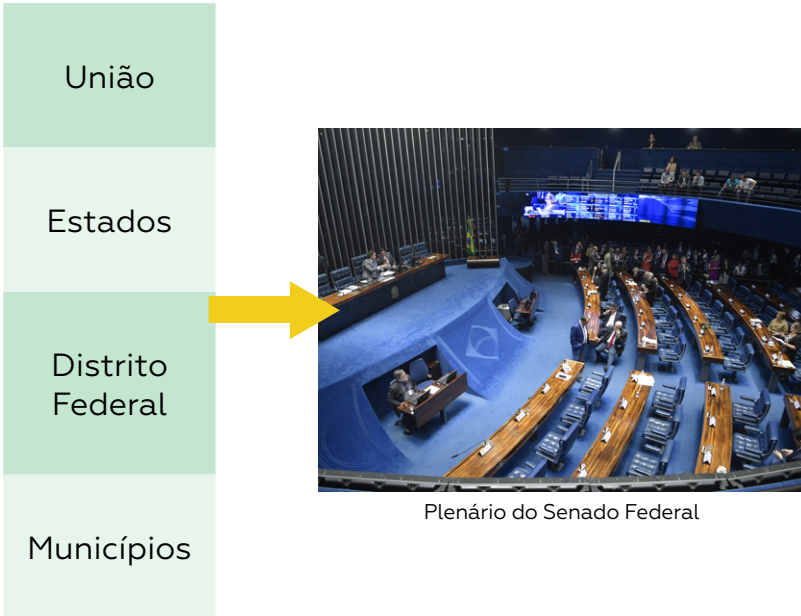 União
Estados
Distrito
Federal
Municípios
Plenário do Senado Federal